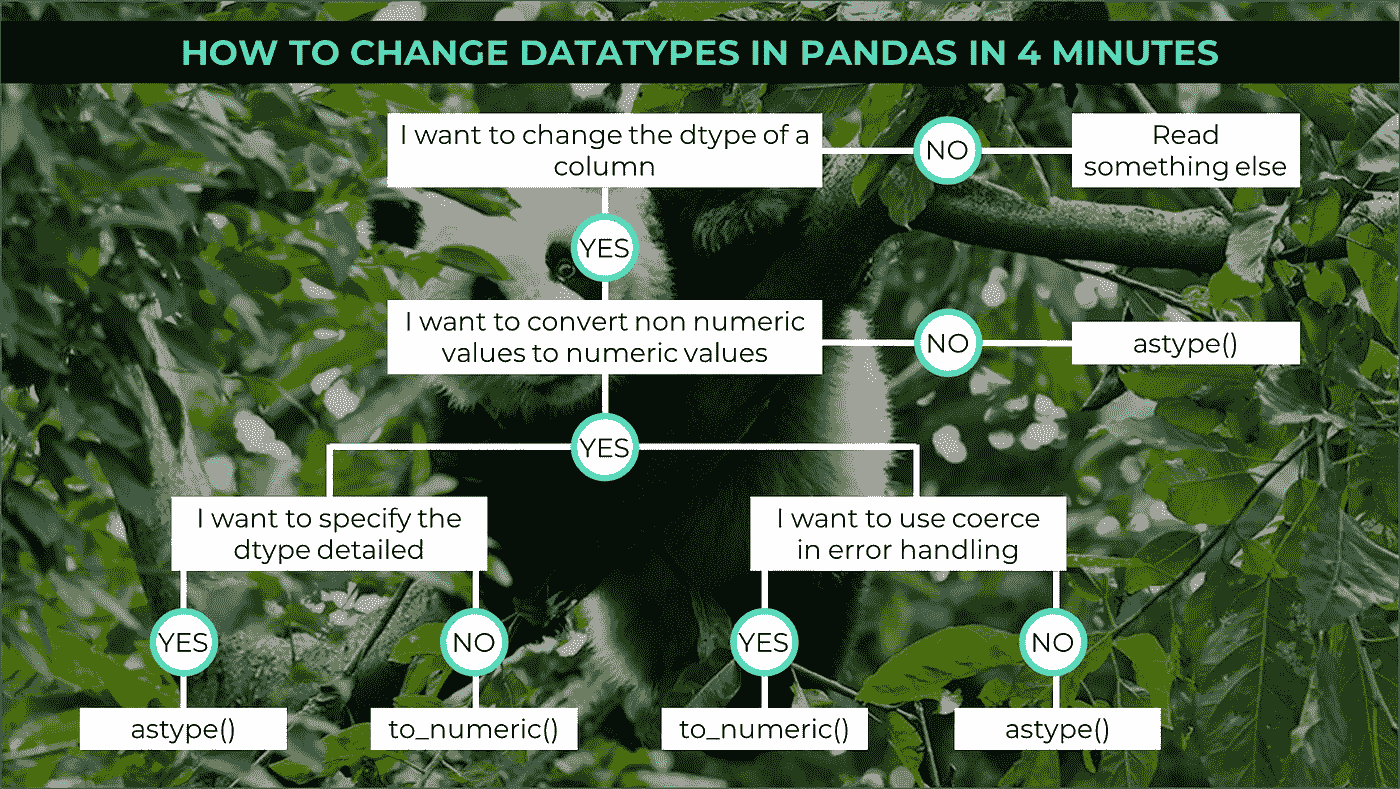 HOW TO CHANGE DATATYPES IN PANDAS IN 4 MINUTES
I want to change the dtype of a
column
NO
Read
something else
YES
I want to convert non numeric
values to numeric values
NO
astype()
YES
I want to specify the
dtype detailed
I want to use coerce
in error handling
YES
NO
YES
NO
astype()
to_numeric()
to_numeric()
astype()